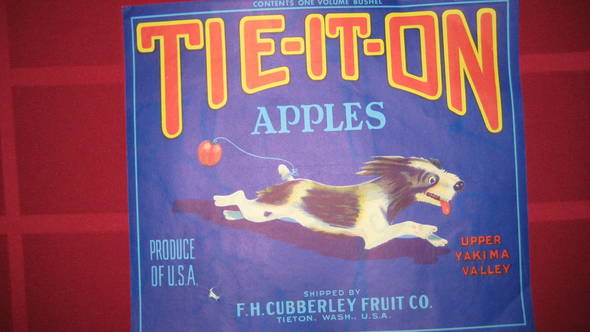 CONTENTS ONE VOLUME BUSHEL
TIE-IT-ON
APPLES
PRODUCE
OF U.S.A.
UPPER
YAKIMA
VALLEY
SHIPPED BY
F.H. CUBBERLEY FRUIT CO.
TIETON, WASH., U.S.A.